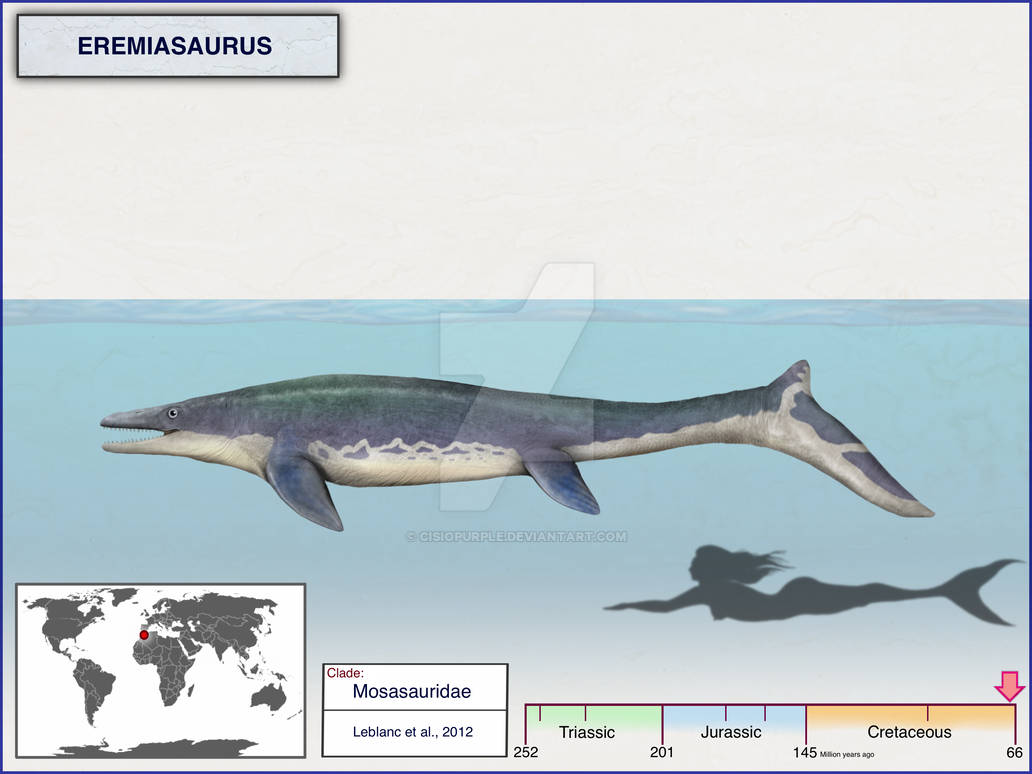 EREMIASAURUS
© CISIOPURPLE.DEVIANTART.COM
Clade:
Mosasauridae
Leblanc et al., 2012
Triassic
Jurassic
Cretaceous
252
201
145 Million years ago
66